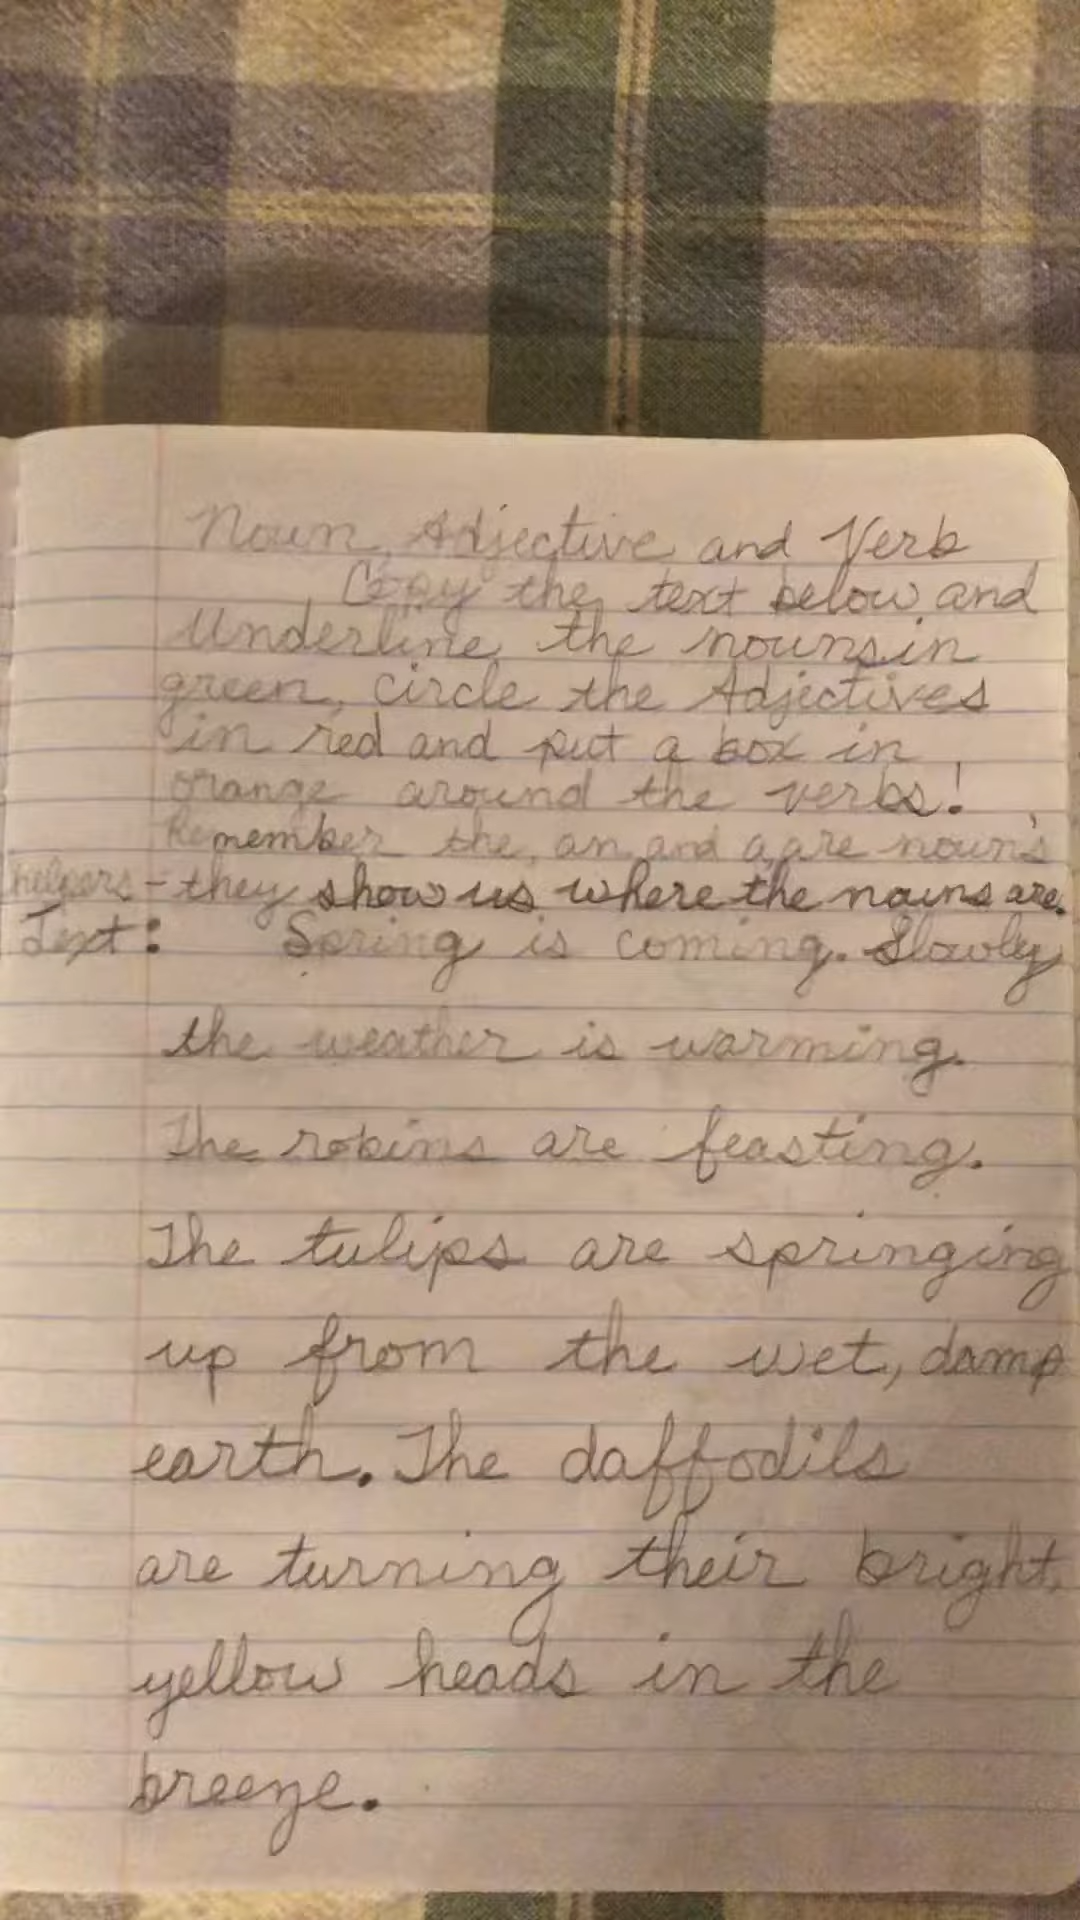 Noun, Adjective and Verb
Copy the text below and
Underline the nouns in
green, circle the Adjectives
in red and put a box in
orange around the verbs!
Remember the, an and a, are noun's
helpers - they show us where the nouns are.
Text: Spring is coming. Slowley
the weather is warming.
The robins are feasting.
The tulips are springing
up from the wet, damp
earth. The daffodils
are turning their bright,
yellow heads in the
breeze.